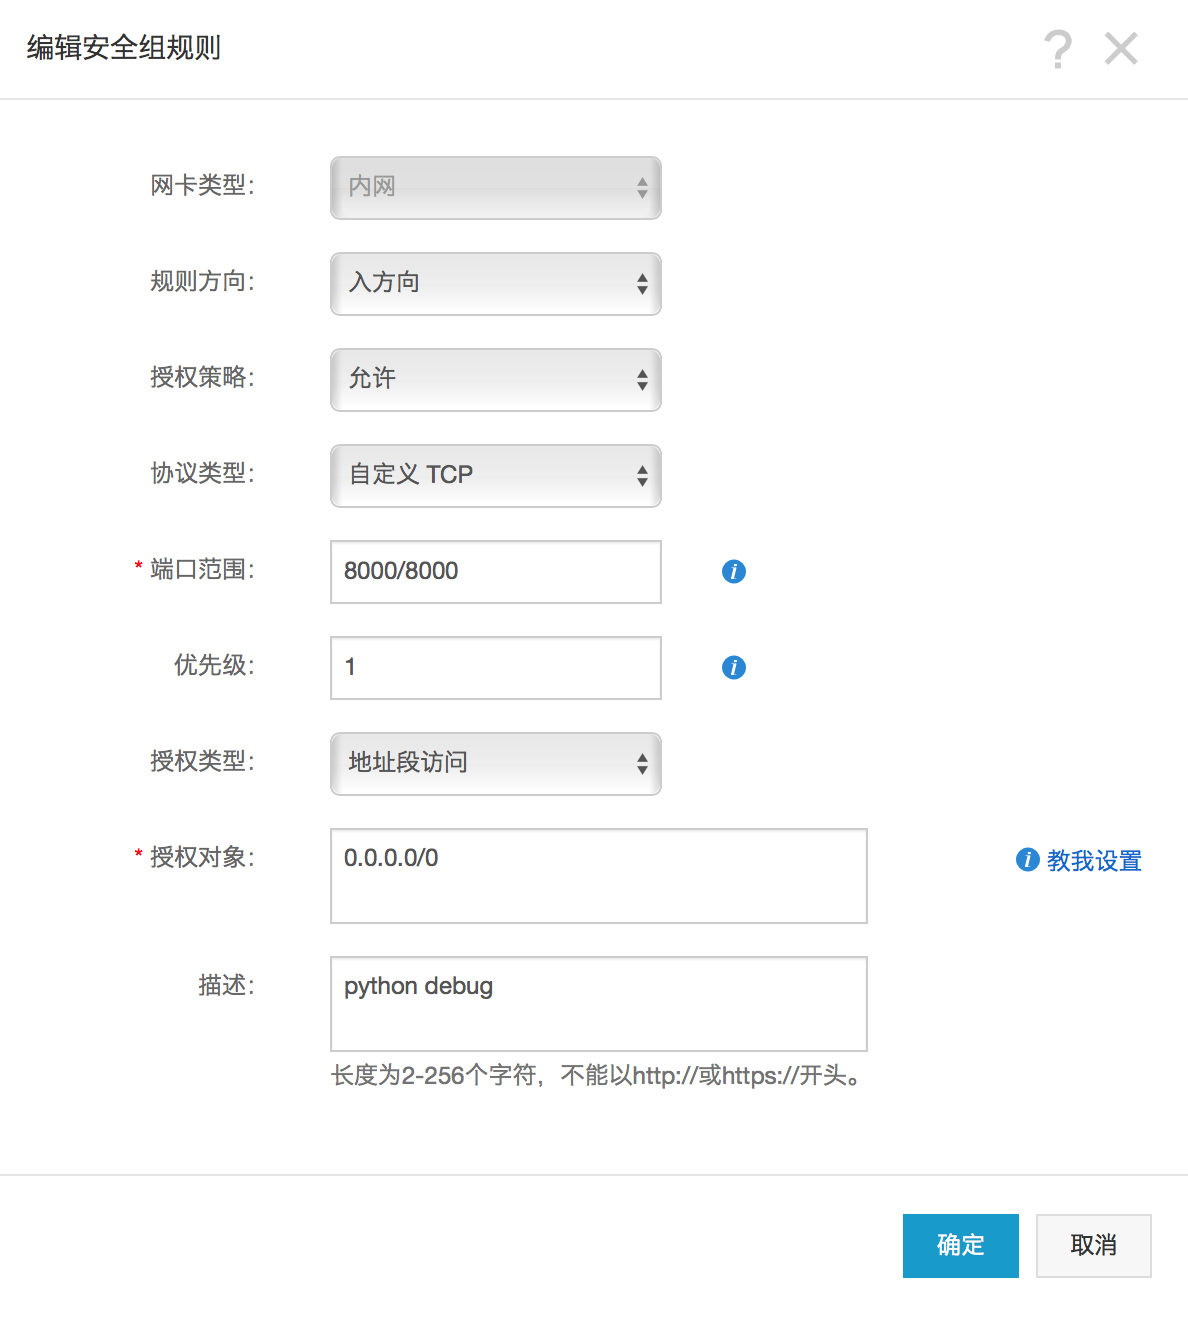 编辑安全组规则
网卡类型： 内网
规则方向： 入方向
授权策略： 允许
协议类型： 自定义 TCP
* 端口范围： 8000/8000
优先级： 1
授权类型： 地址段访问
* 授权对象： 0.0.0.0/0 教我设置
描述： python debug
长度为2-256个字符，不能以http://或https://开头。
确定 取消